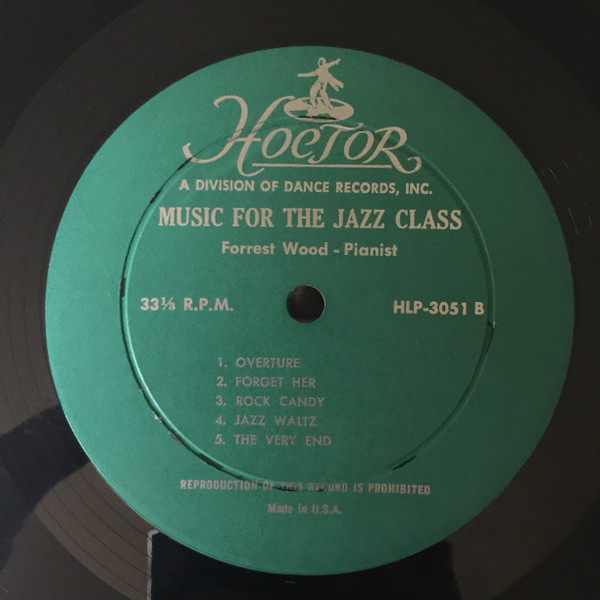 HOCTOR
A DIVISION OF DANCE RECORDS, INC.
MUSIC FOR THE JAZZ CLASS
Forrest Wood - Pianist
33⅓ R.P.M.
HLP-3051 B
1. OVERTURE
2. FORGET HER
3. ROCK CANDY
4. JAZZ WALTZ
5. THE VERY END
REPRODUCTION OF THIS RECORD IS PROHIBITED
Made in U.S.A.